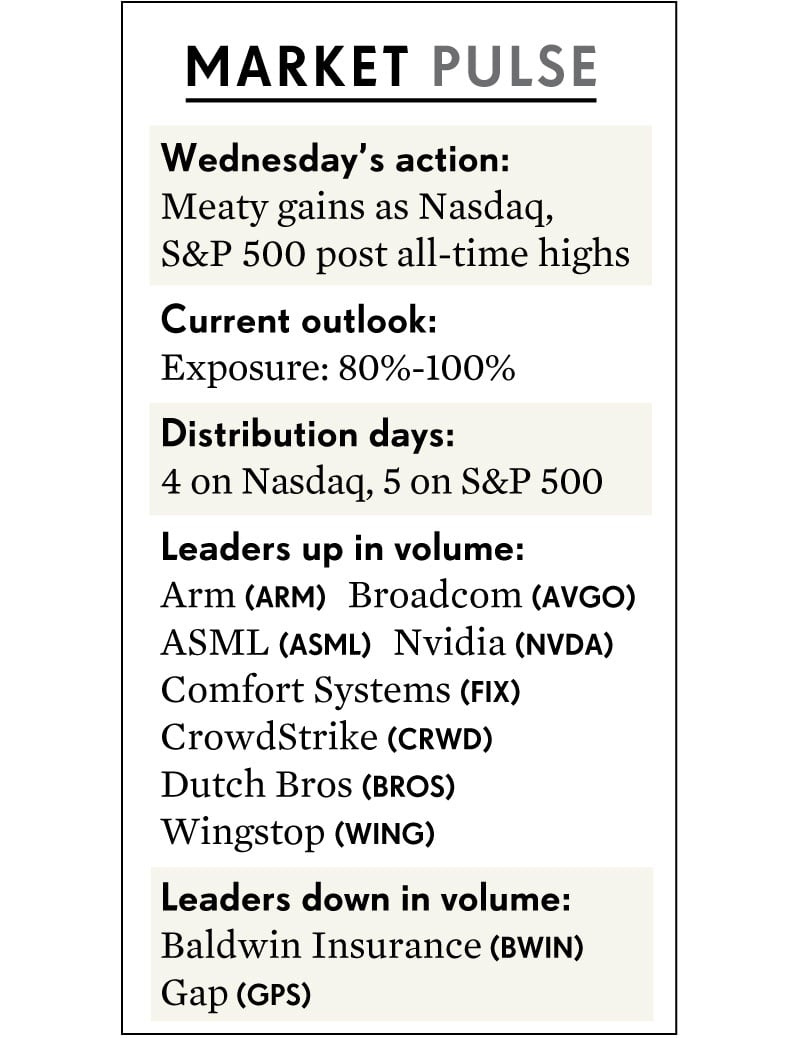 MARKET PULSE
Wednesday’s action:
Meaty gains as Nasdaq,
S&P 500 post all-time highs
Current outlook:
Exposure: 80%-100%
Distribution days:
4 on Nasdaq, 5 on S&P 500
Leaders up in volume:
Arm (ARM) Broadcom (AVGO)
ASML (ASML) Nvidia (NVDA)
Comfort Systems (FIX)
CrowdStrike (CRWD)
Dutch Bros (BROS)
Wingstop (WING)
Leaders down in volume:
Baldwin Insurance (BWIN)
Gap (GPS)